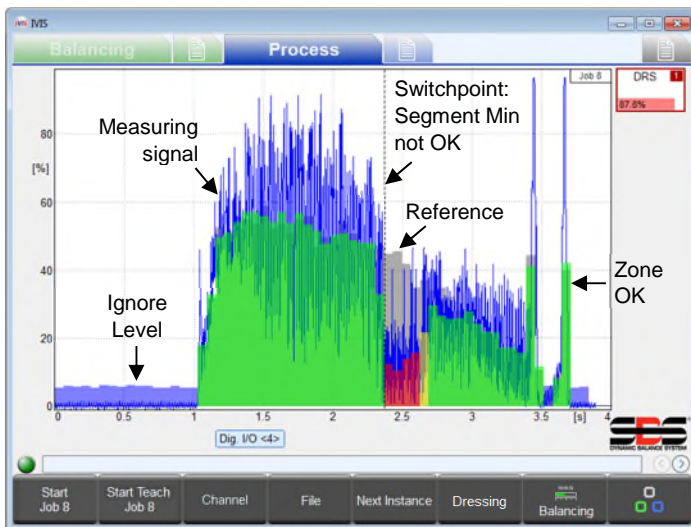 IVIS
Balancing
Process
Job 8
DRS 1
87.6%
Switchpoint:
Segment Min
not OK
Measuring
signal
Reference
Zone
OK
Ignore
Level
[%]
80
60
40
20
0
0 0.5 1 1.5 2 2.5 3 3.5 [s] 4
Dig. I/O <4>
SBS
DYNAMIC BALANCE SYSTEM
Start
Job 8
Start Teach
Job 8
Channel
File
Next Instance
Dressing
Balancing